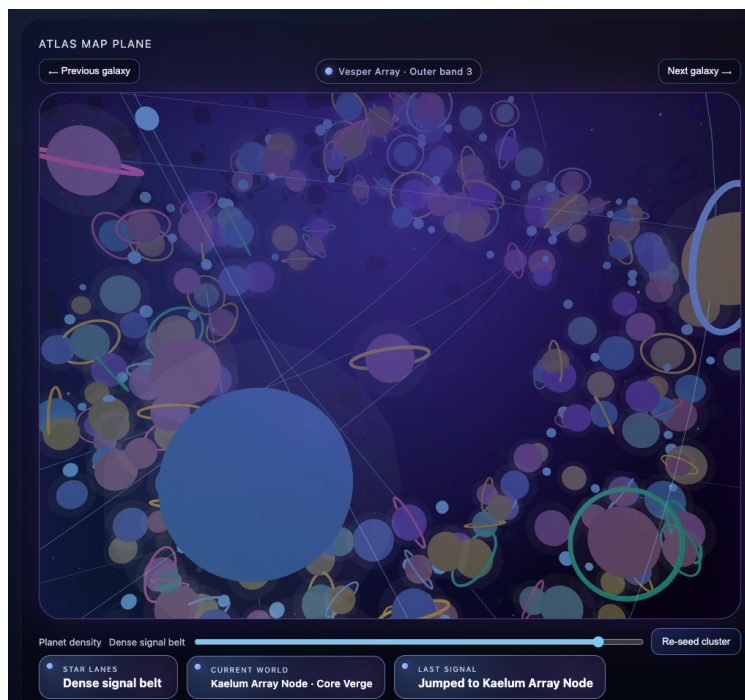 ATLAS MAP PLANE
← Previous galaxy
Vesper Array · Outer band 3
Next galaxy →
Planet density Dense signal belt
Re-seed cluster
STAR LANES
Dense signal belt
CURRENT WORLD
Kaelum Array Node · Core Verge
LAST SIGNAL
Jumped to Kaelum Array Node